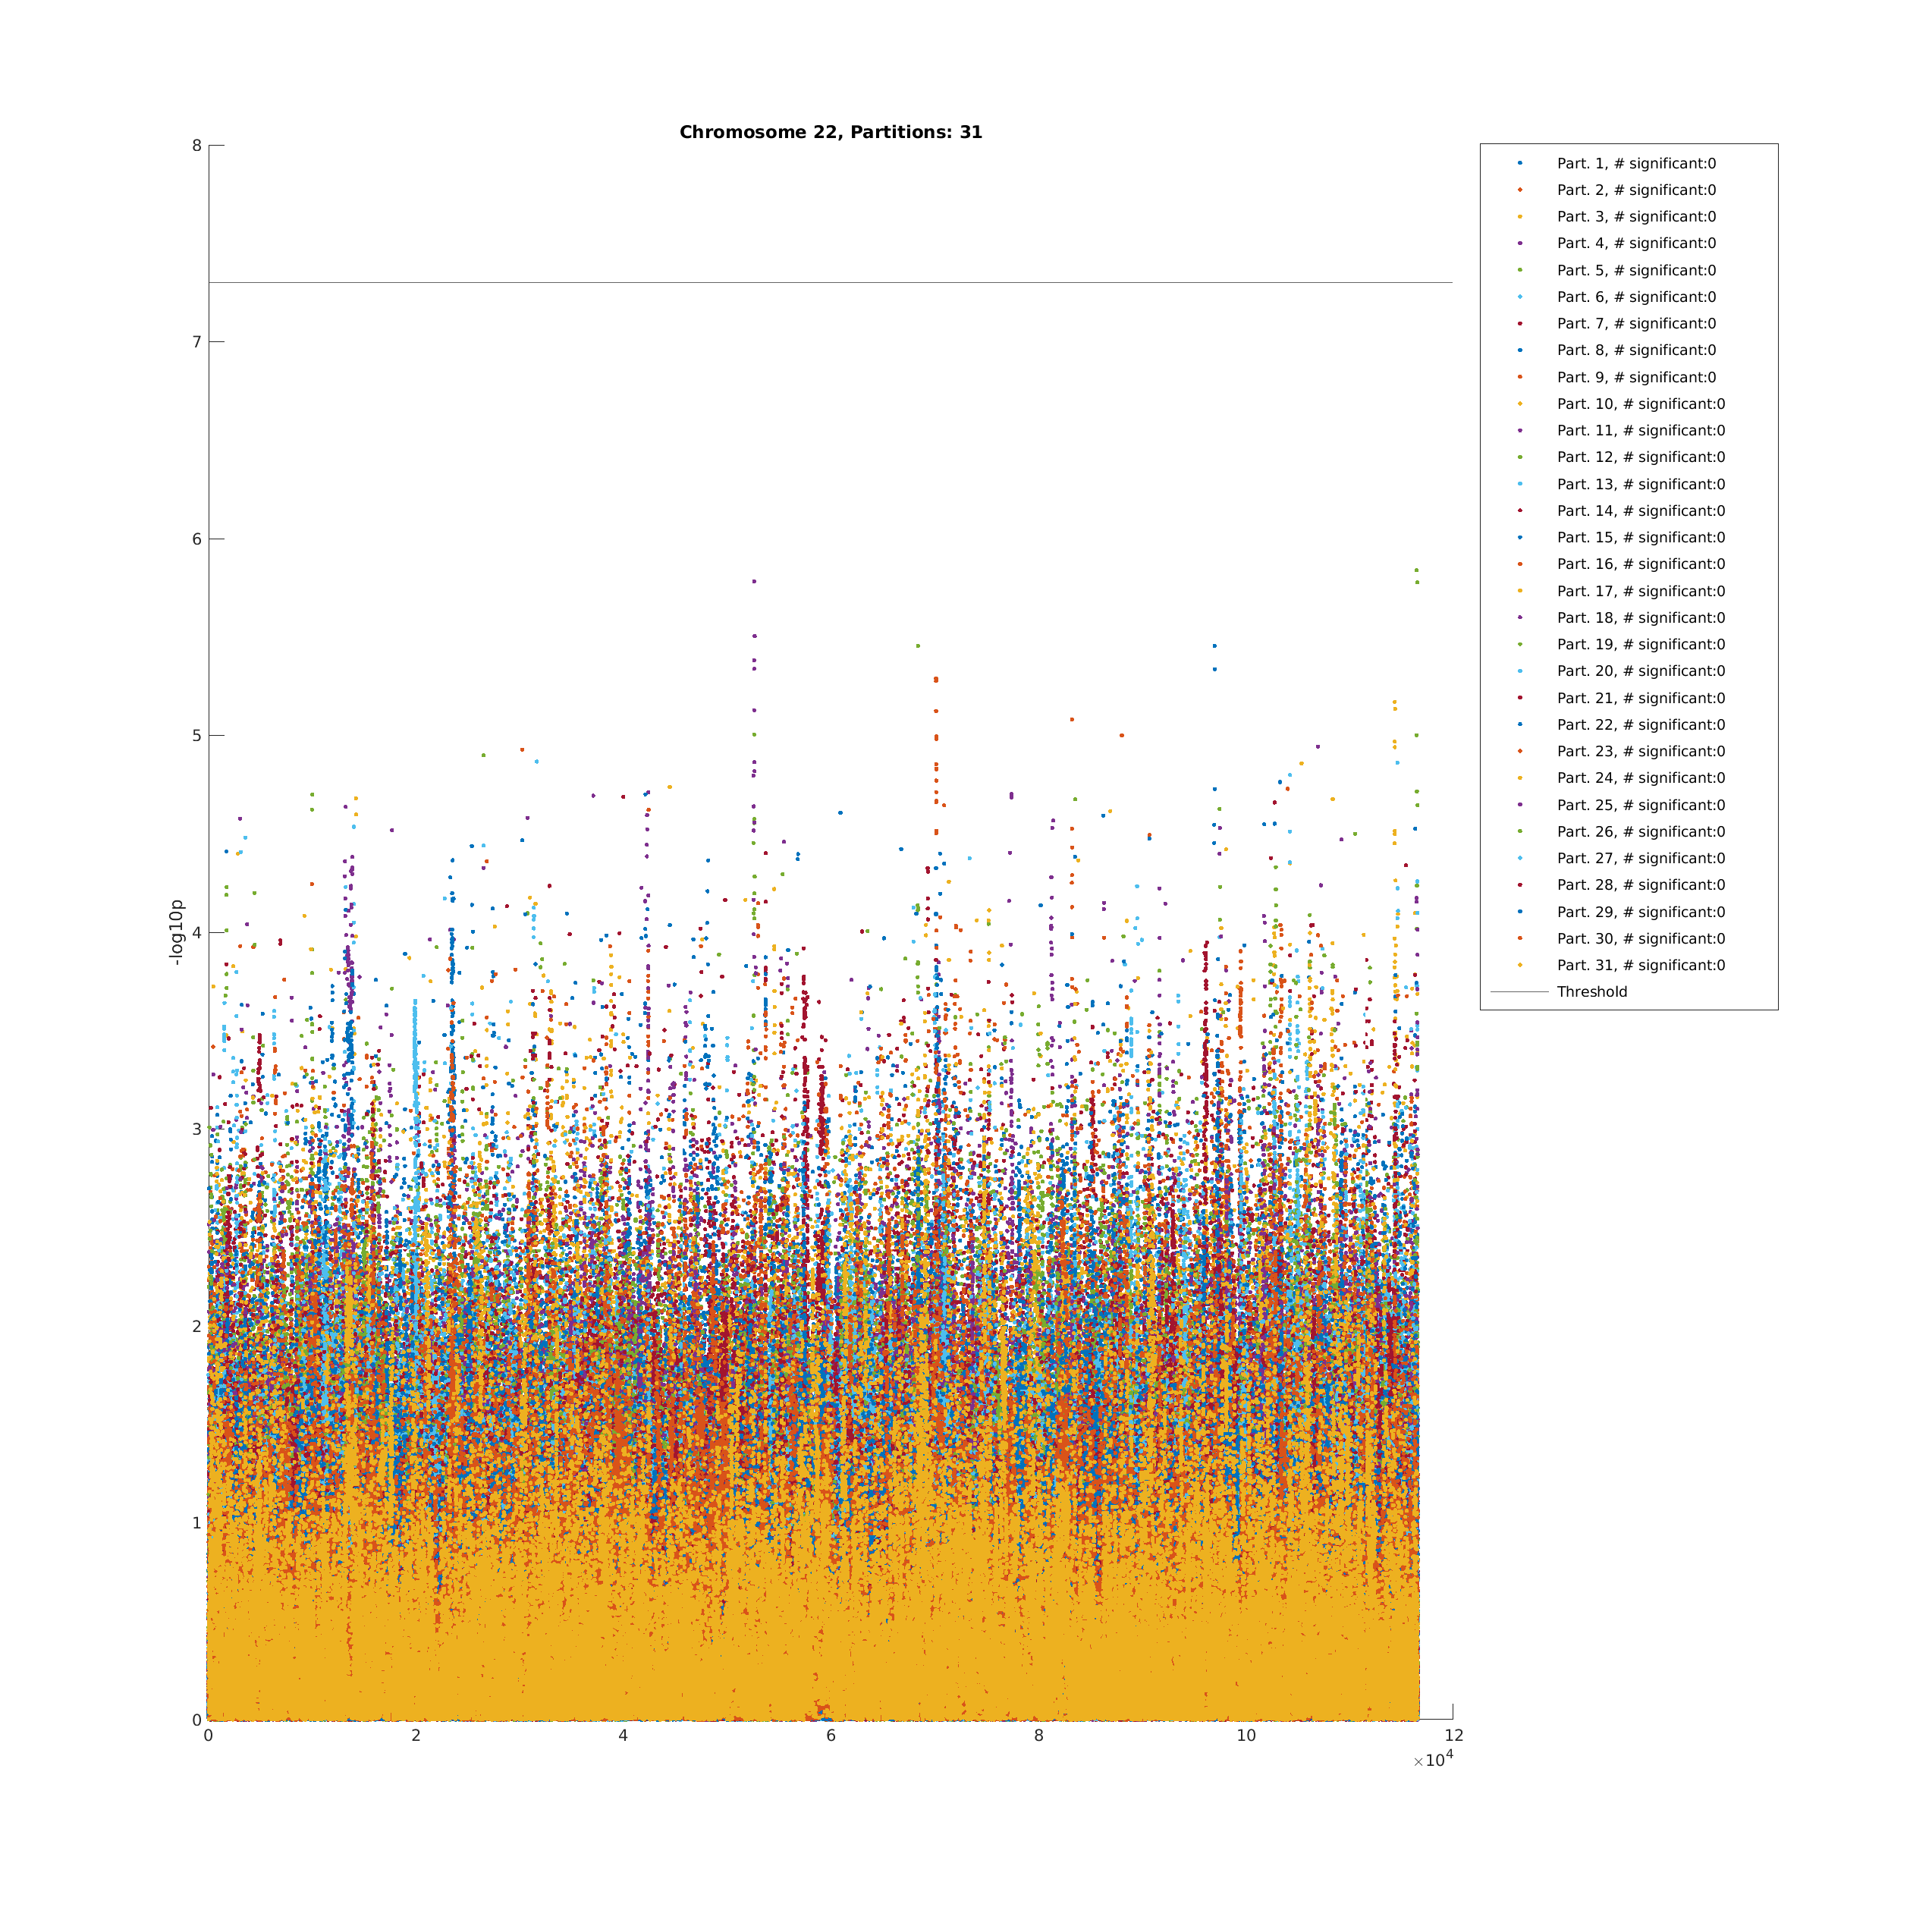 Chromosome 22, Partitions: 31
8
7
6
5
4
3
2
1
0
-log10p
0 2 4 6 8 10 12
×10^4
Part. 1, # significant:0
Part. 2, # significant:0
Part. 3, # significant:0
Part. 4, # significant:0
Part. 5, # significant:0
Part. 6, # significant:0
Part. 7, # significant:0
Part. 8, # significant:0
Part. 9, # significant:0
Part. 10, # significant:0
Part. 11, # significant:0
Part. 12, # significant:0
Part. 13, # significant:0
Part. 14, # significant:0
Part. 15, # significant:0
Part. 16, # significant:0
Part. 17, # significant:0
Part. 18, # significant:0
Part. 19, # significant:0
Part. 20, # significant:0
Part. 21, # significant:0
Part. 22, # significant:0
Part. 23, # significant:0
Part. 24, # significant:0
Part. 25, # significant:0
Part. 26, # significant:0
Part. 27, # significant:0
Part. 28, # significant:0
Part. 29, # significant:0
Part. 30, # significant:0
Part. 31, # significant:0
Threshold